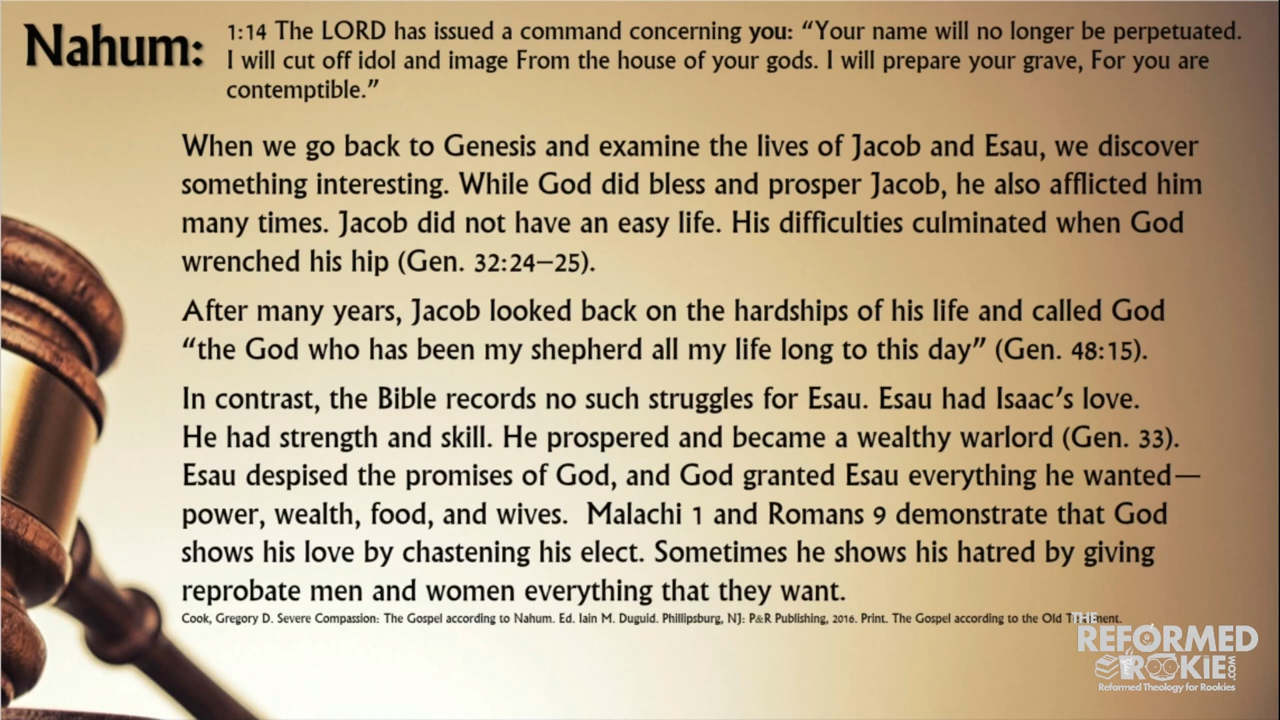 Nahum:
1:14 The LORD has issued a command concerning you: “Your name will no longer be perpetuated.
I will cut off idol and image From the house of your gods. I will prepare your grave, For you are
contemptible.”
When we go back to Genesis and examine the lives of Jacob and Esau, we discover
something interesting. While God did bless and prosper Jacob, he also afflicted him
many times. Jacob did not have an easy life. His difficulties culminated when God
wrenched his hip (Gen. 32:24–25).
After many years, Jacob looked back on the hardships of his life and called God
“the God who has been my shepherd all my life long to this day” (Gen. 48:15).
In contrast, the Bible records no such struggles for Esau. Esau had Isaac’s love.
He had strength and skill. He prospered and became a wealthy warlord (Gen. 33).
Esau despised the promises of God, and God granted Esau everything he wanted—
power, wealth, food, and wives. Malachi 1 and Romans 9 demonstrate that God
shows his love by chastening his elect. Sometimes he shows his hatred by giving
reprobate men and women everything that they want.
Cook, Gregory D. Severe Compassion: The Gospel according to Nahum. Ed. Iain M. Duguid. Phillipsburg, NJ: P&R Publishing, 2016. Print. The Gospel according to the Old Testament.
THE
REFORMED
ROOKIE.COM
Reformed Theology for Rookies